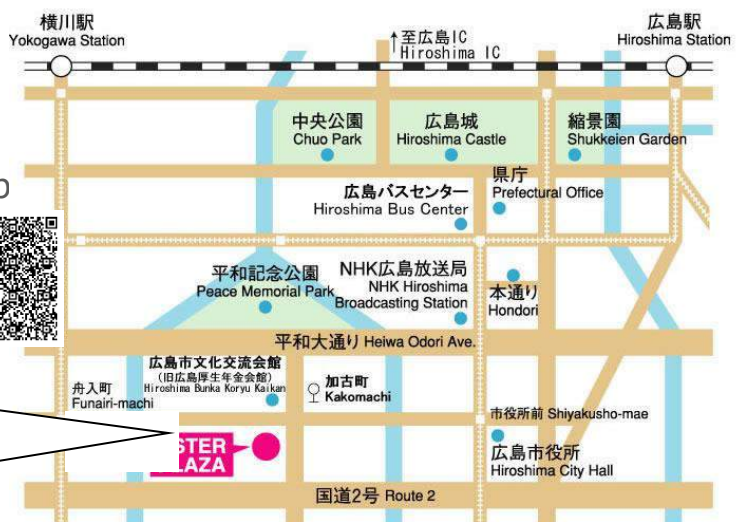 横川駅
Yokogawa Station
広島駅
Hiroshima Station
至広島IC
Hiroshima IC
中央公園
Chuo Park
広島城
Hiroshima Castle
縮景園
Shukkeien Garden
県庁
Prefectural Office
広島バスセンター
Hiroshima Bus Center
平和記念公園
Peace Memorial Park
NHK広島放送局
NHK Hiroshima
Broadcasting Station
本通り
Hondori
平和大通り Heiwa Odori Ave.
広島市文化交流会館
(旧広島厚生年金会館)
Hiroshima Bunka Koryu Kaikan
舟入町
Funairi-machi
加古町
Kakomachi
市役所前 Shiyakusho-mae
STER
PLAZA
広島市役所
Hiroshima City Hall
国道2号 Route 2